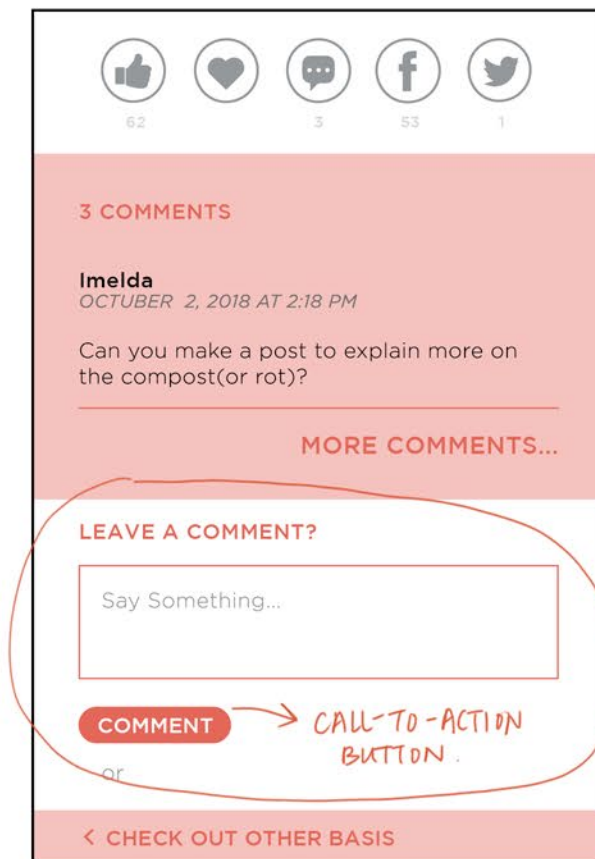 62 3 53 1
3 COMMENTS
Imelda
OCTUBER 2, 2018 AT 2:18 PM
Can you make a post to explain more on
the compost(or rot)?
MORE COMMENTS...
LEAVE A COMMENT?
Say Something...
COMMENT
CALL-TO-ACTION
BUTTON.
or
< CHECK OUT OTHER BASIS